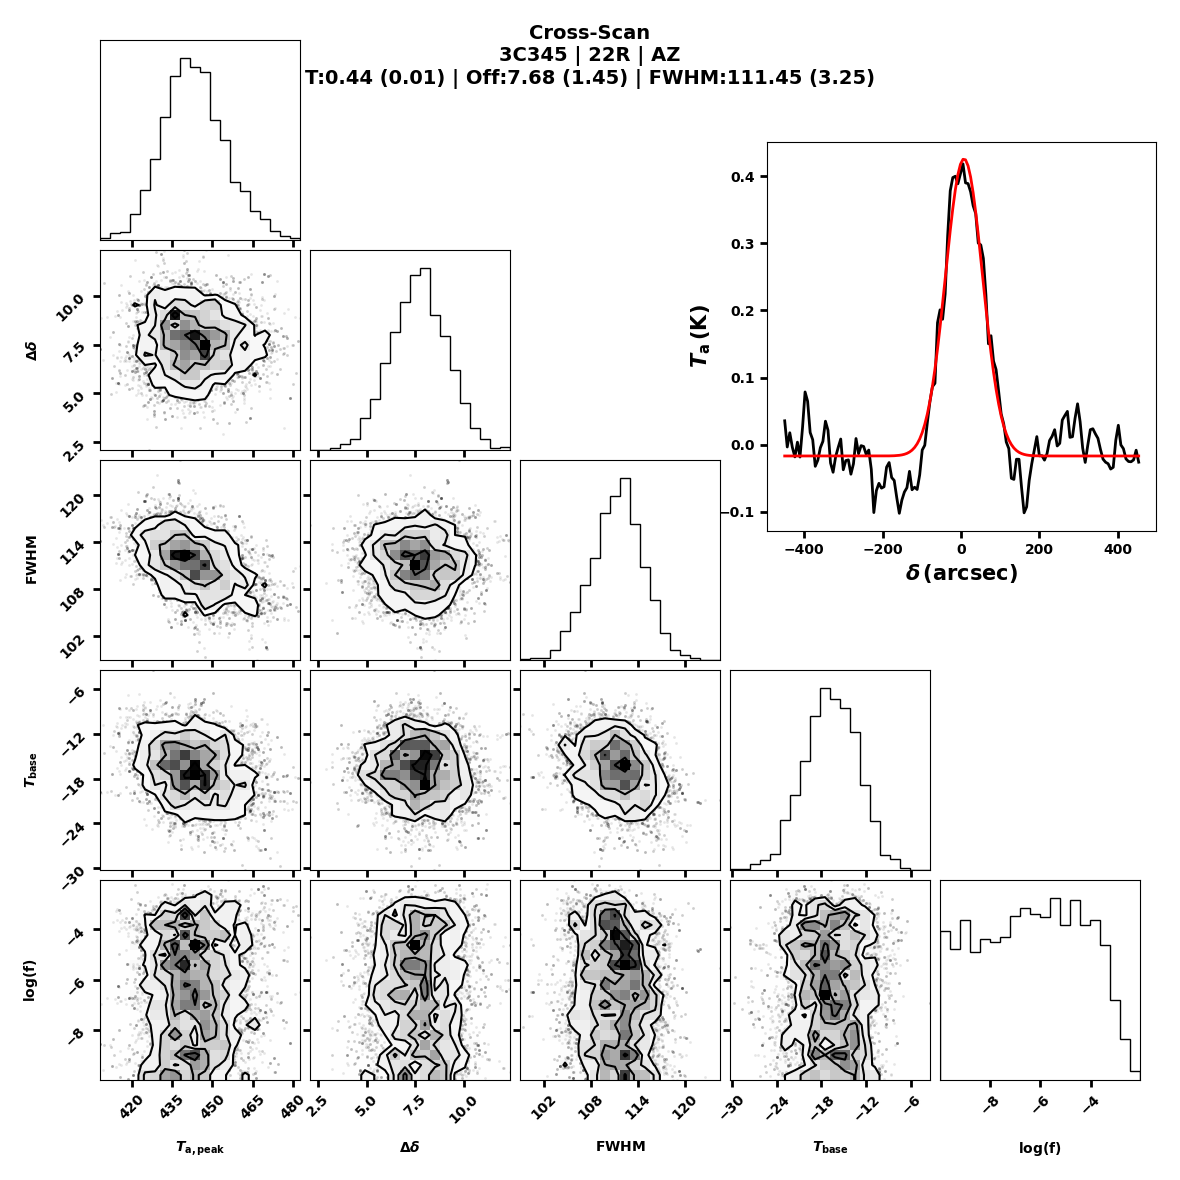 Cross-Scan
3C345 | 22R | AZ
T:0.44 (0.01) | Off:7.68 (1.45) | FWHM:111.45 (3.25)
0.4
0.3
0.2
0.1
0.0
−0.1
T_a (K)
−400 −200 0 200 400
δ (arcsec)
10.0
7.5
5.0
2.5
Δδ
120
114
108
102
FWHM
−6
−12
−18
−24
−30
T_base
−4
−6
−8
log(f)
420 435 450 465 480
2.5 5.0 7.5 10.0
102 108 114 120
−30 −24 −18 −12 −6
−8 −6 −4
T_a,peak
Δδ
FWHM
T_base
log(f)